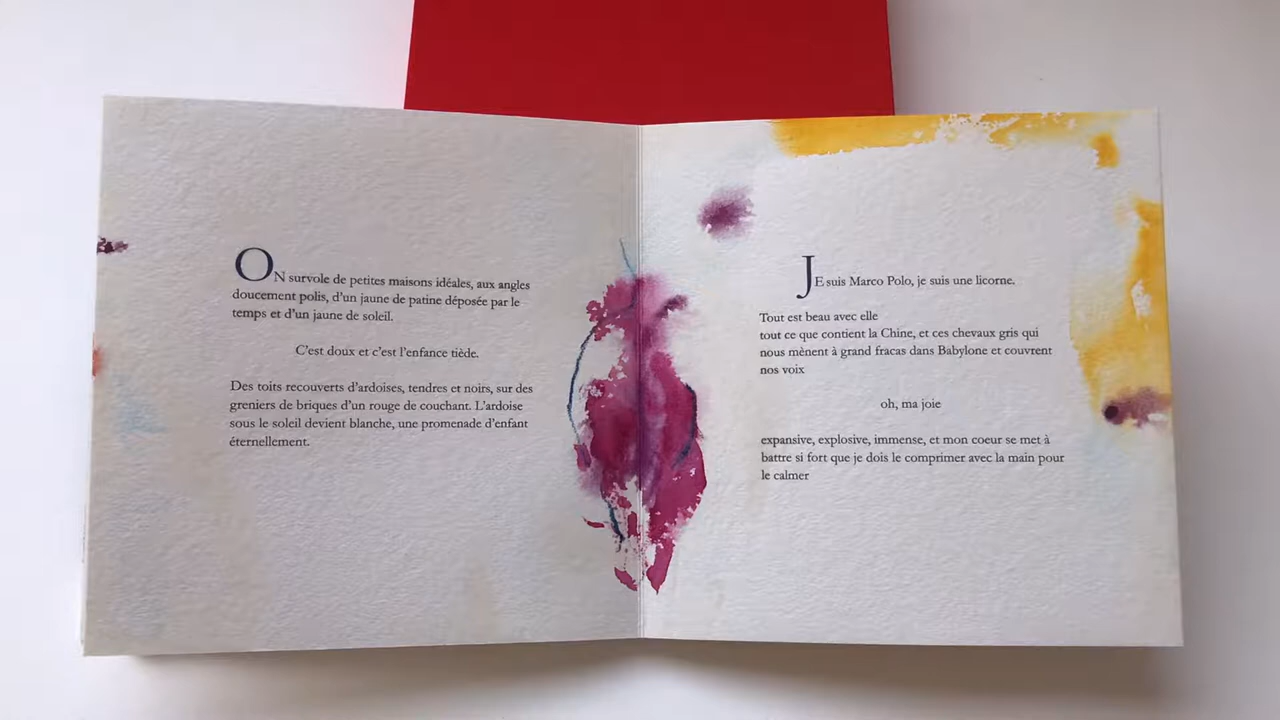 ON survole de petites maisons idéales, aux angles
doucement polis, d’un jaune de patine déposée par le
temps et d’un jaune de soleil.
C’est doux et c’est l’enfance tiède.
Des toits recouverts d’ardoises, tendres et noirs, sur des
greniers de briques d’un rouge de couchant. L’ardoise
sous le soleil devient blanche, une promenade d’enfant
éternellement.
JE suis Marco Polo, je suis une licorne.
Tout est beau avec elle
tout ce que contient la Chine, et ces chevaux gris qui
nous mènent à grand fracas dans Babylone et couvrent
nos voix
oh, ma joie
expansive, explosive, immense, et mon coeur se met à
battre si fort que je dois le comprimer avec la main pour
le calmer